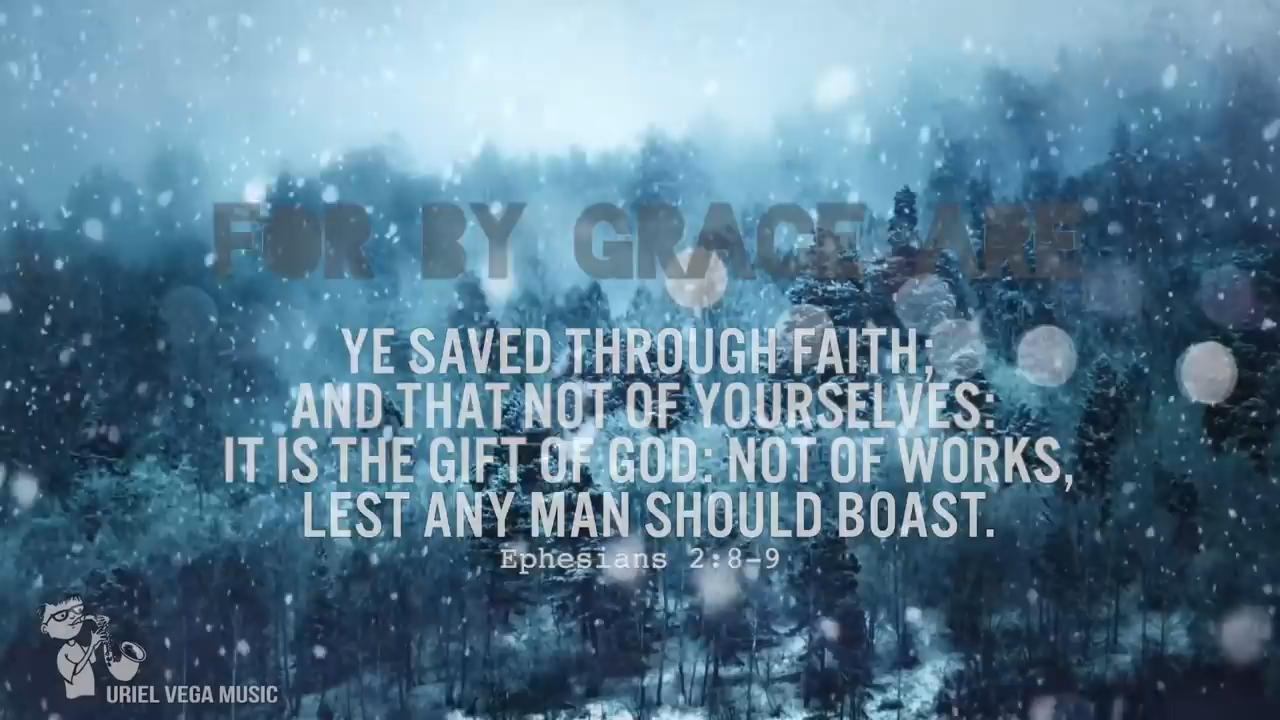 FOR BY GRACE ARE
YE SAVED THROUGH FAITH;
AND THAT NOT OF YOURSELVES:
IT IS THE GIFT OF GOD: NOT OF WORKS,
LEST ANY MAN SHOULD BOAST.
Ephesians 2:8-9
URIEL VEGA MUSIC